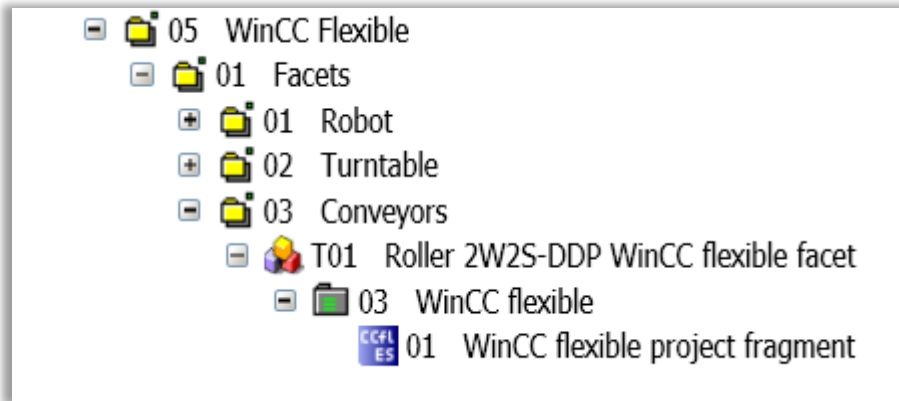 05 WinCC Flexible
01 Facets
01 Robot
02 Turntable
03 Conveyors
T01 Roller 2W2S-DDP WinCC flexible facet
03 WinCC flexible
CCfL ES 01 WinCC flexible project fragment